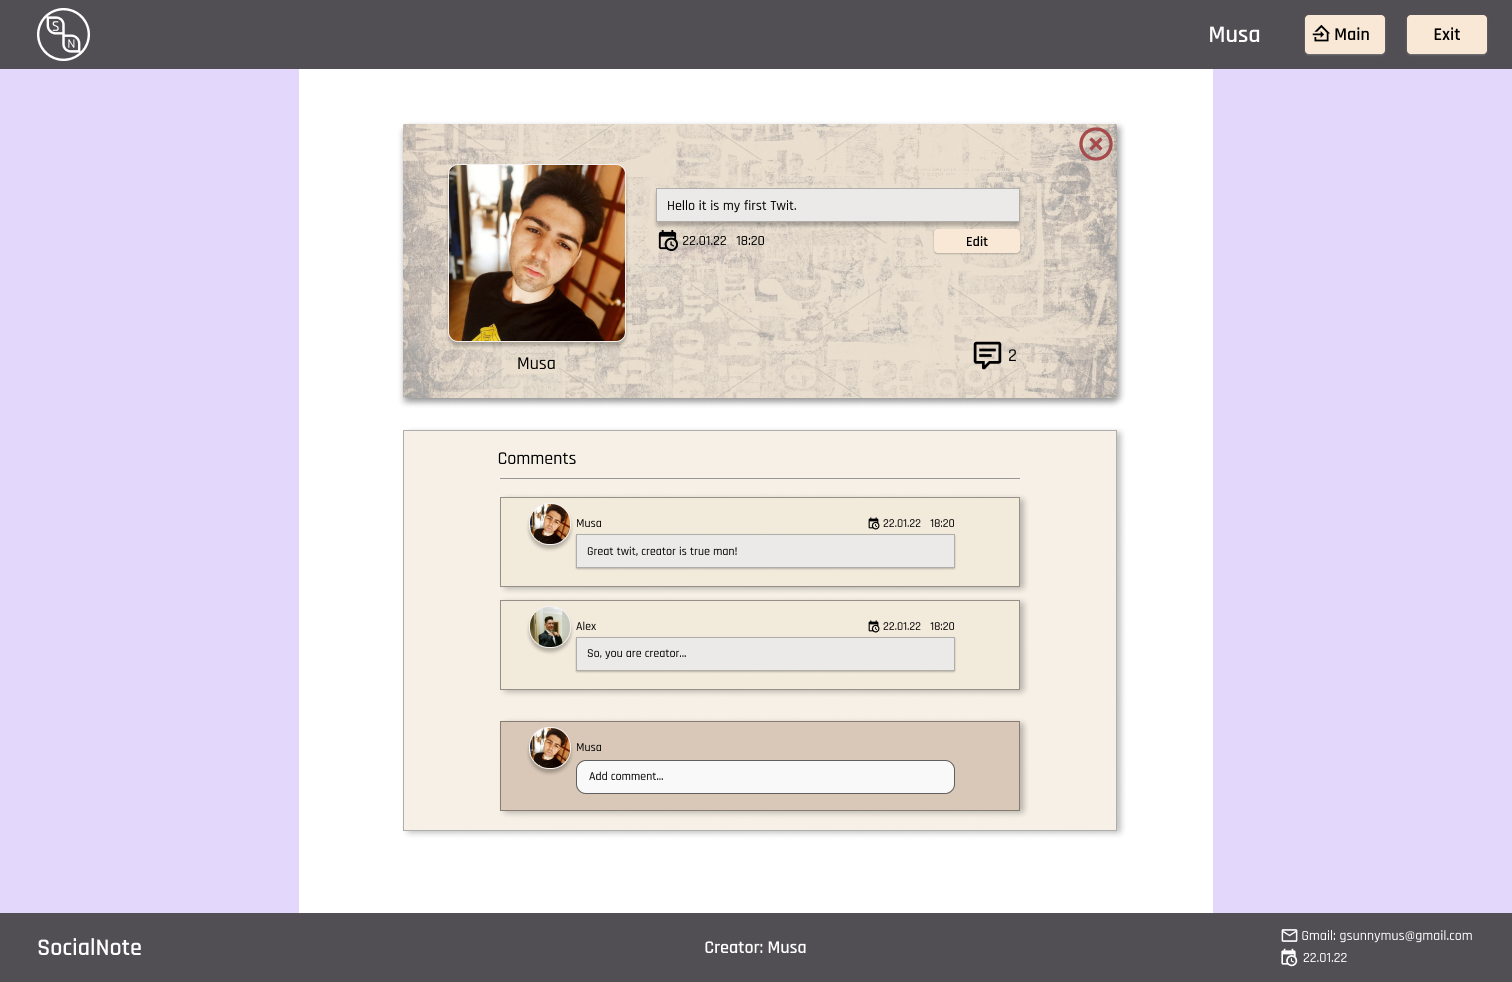 S
N
Musa
Main
Exit
Hello it is my first Twit.
22.01.22 18:20
Edit
Musa
2
Comments
Musa
22.01.22 18:20
Great twit, creator is true man!
Alex
22.01.22 18:20
So, you are creator...
Musa
Add comment...
SocialNote
Creator: Musa
Gmail: gsunnymus@gmail.com
22.01.22